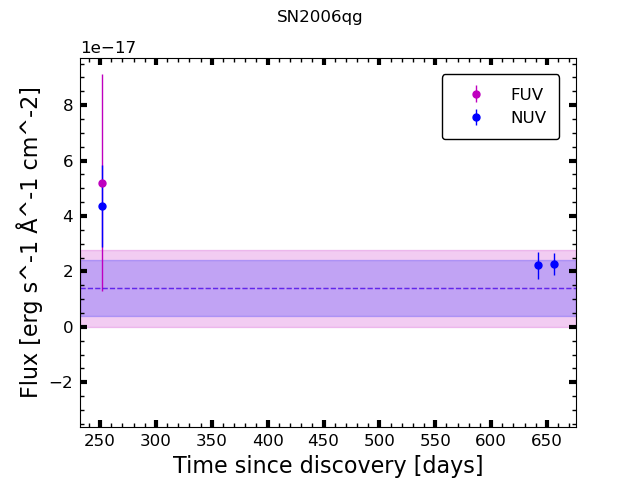 SN2006qg
1e−17
FUV
NUV
8
6
4
2
0
−2
Flux [erg s^-1 Å^-1 cm^-2]
250 300 350 400 450 500 550 600 650
Time since discovery [days]